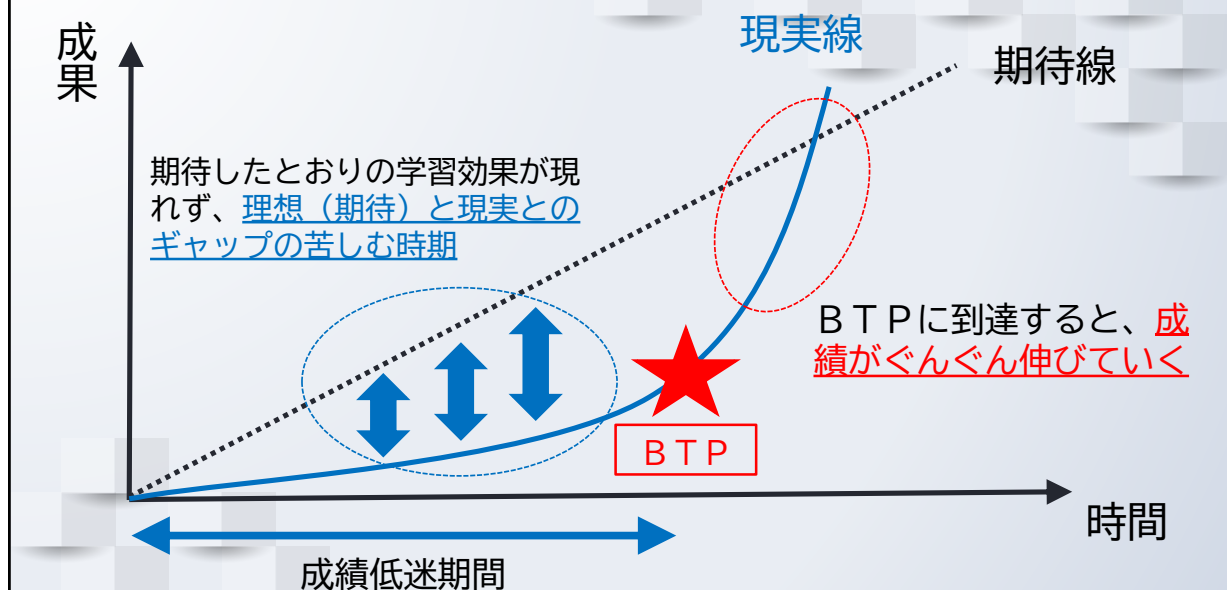 成果
現実線
期待線
期待したとおりの学習効果が現
れず、理想（期待）と現実との
ギャップの苦しむ時期
ＢＴＰに到達すると、成
績がぐんぐん伸びていく
ＢＴＰ
時間
成績低迷期間